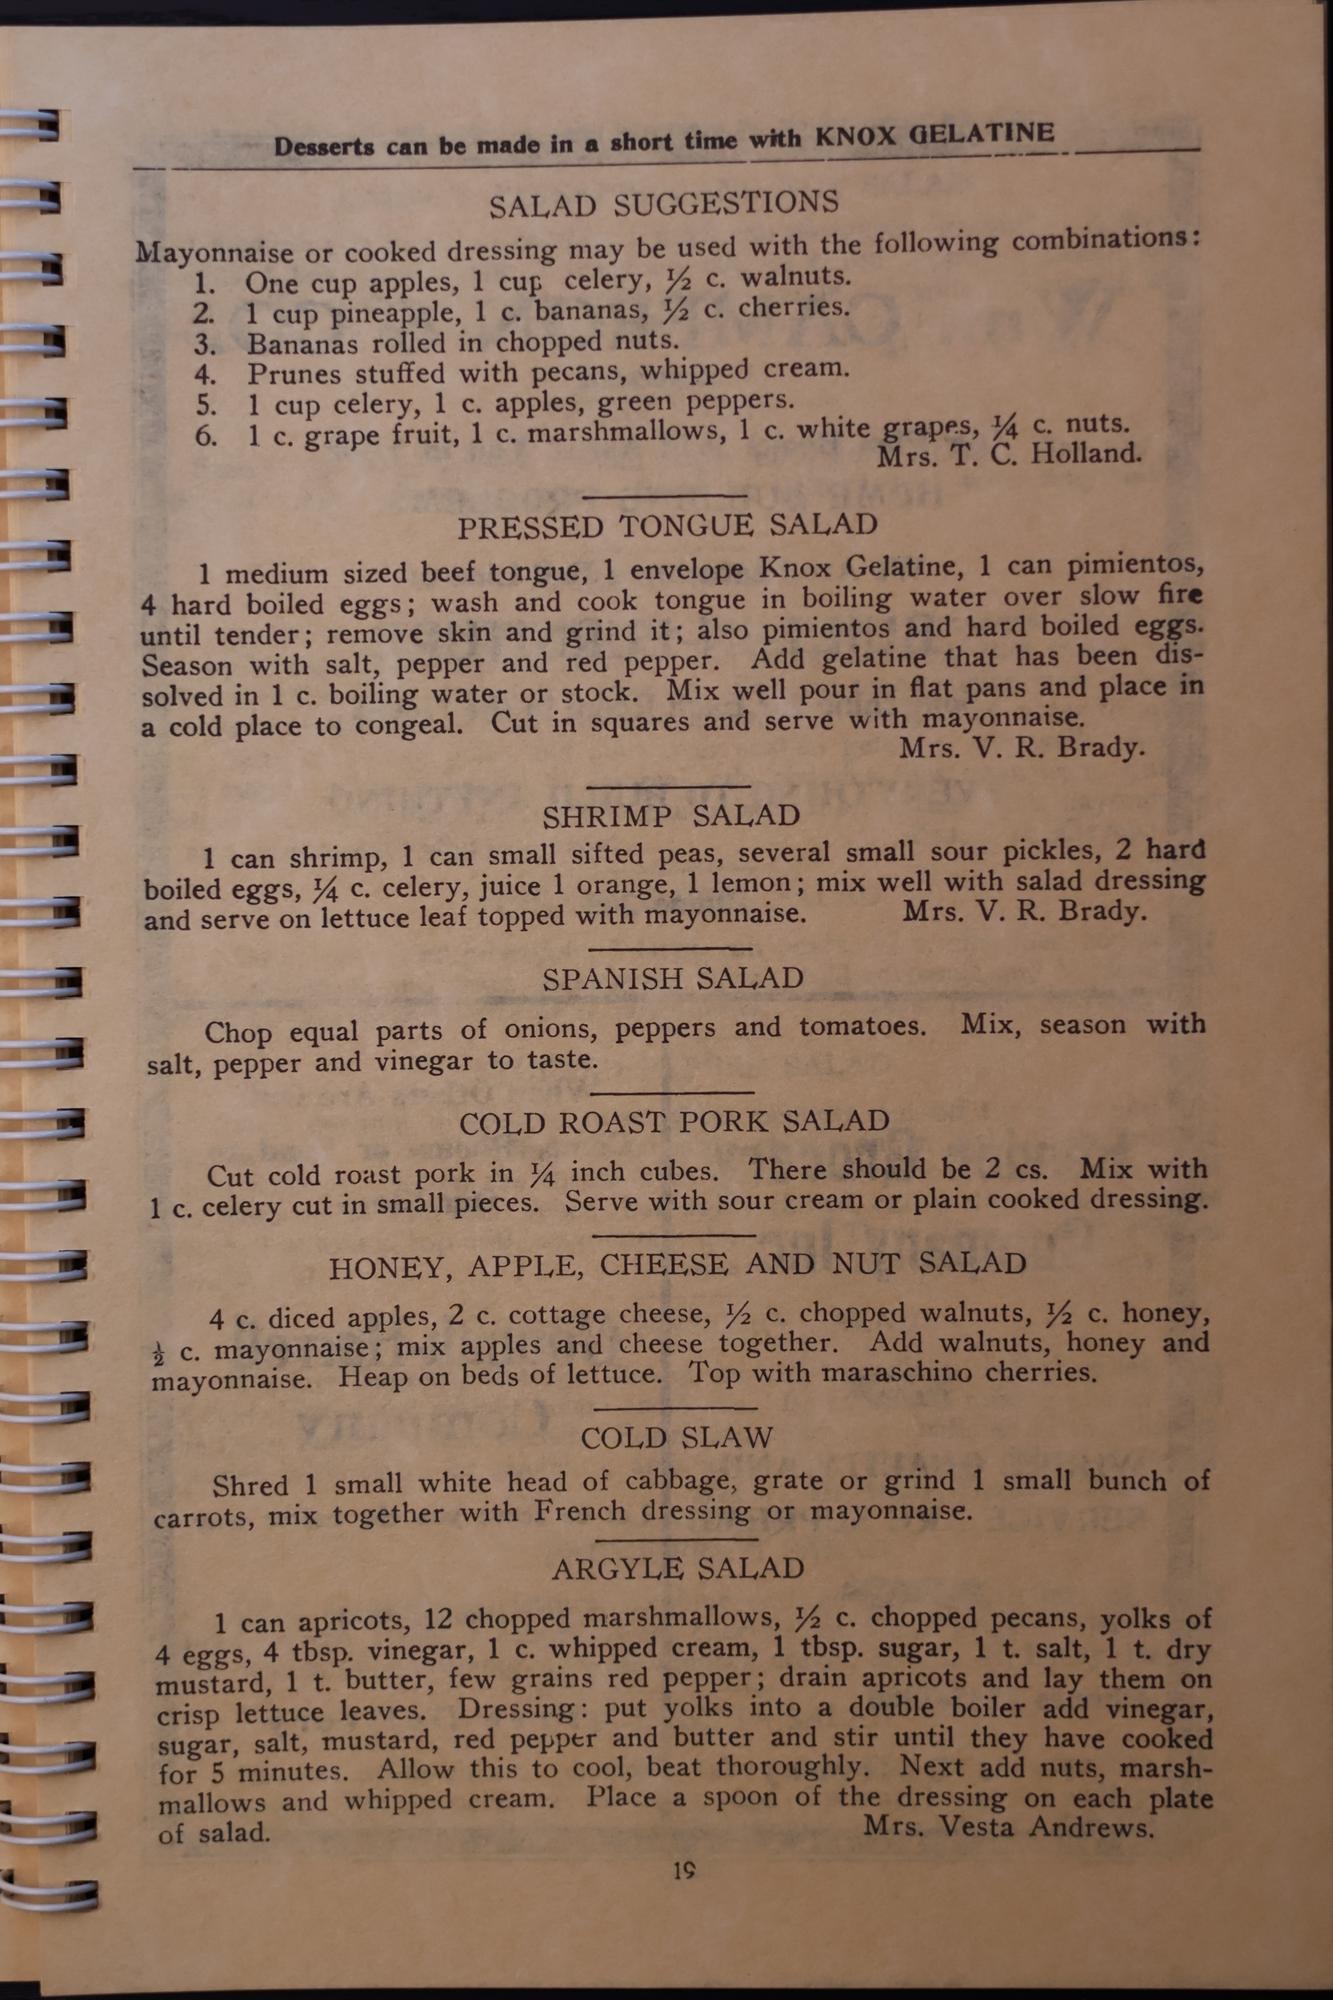 Desserts can be made in a short time with KNOX GELATINE
SALAD SUGGESTIONS
Mayonnaise or cooked dressing may be used with the following combinations:
1. One cup apples, 1 cup celery, ½ c. walnuts.
2. 1 cup pineapple, 1 c. bananas, ½ c. cherries.
3. Bananas rolled in chopped nuts.
4. Prunes stuffed with pecans, whipped cream.
5. 1 cup celery, 1 c. apples, green peppers.
6. 1 c. grape fruit, 1 c. marshmallows, 1 c. white grapes, ¼ c. nuts.
Mrs. T. C. Holland.
PRESSED TONGUE SALAD
1 medium sized beef tongue, 1 envelope Knox Gelatine, 1 can pimientos,
4 hard boiled eggs; wash and cook tongue in boiling water over slow fire
until tender; remove skin and grind it; also pimientos and hard boiled eggs.
Season with salt, pepper and red pepper. Add gelatine that has been dis-
solved in 1 c. boiling water or stock. Mix well pour in flat pans and place in
a cold place to congeal. Cut in squares and serve with mayonnaise.
Mrs. V. R. Brady.
SHRIMP SALAD
1 can shrimp, 1 can small sifted peas, several small sour pickles, 2 hard
boiled eggs, ¼ c. celery, juice 1 orange, 1 lemon; mix well with salad dressing
and serve on lettuce leaf topped with mayonnaise. Mrs. V. R. Brady.
SPANISH SALAD
Chop equal parts of onions, peppers and tomatoes. Mix, season with
salt, pepper and vinegar to taste.
COLD ROAST PORK SALAD
Cut cold roast pork in ¼ inch cubes. There should be 2 cs. Mix with
1 c. celery cut in small pieces. Serve with sour cream or plain cooked dressing.
HONEY, APPLE, CHEESE AND NUT SALAD
4 c. diced apples, 2 c. cottage cheese, ½ c. chopped walnuts, ½ c. honey,
½ c. mayonnaise; mix apples and cheese together. Add walnuts, honey and
mayonnaise. Heap on beds of lettuce. Top with maraschino cherries.
COLD SLAW
Shred 1 small white head of cabbage, grate or grind 1 small bunch of
carrots, mix together with French dressing or mayonnaise.
ARGYLE SALAD
1 can apricots, 12 chopped marshmallows, ½ c. chopped pecans, yolks of
4 eggs, 4 tbsp. vinegar, 1 c. whipped cream, 1 tbsp. sugar, 1 t. salt, 1 t. dry
mustard, 1 t. butter, few grains red pepper; drain apricots and lay them on
crisp lettuce leaves. Dressing: put yolks into a double boiler add vinegar,
sugar, salt, mustard, red pepper and butter and stir until they have cooked
for 5 minutes. Allow this to cool, beat thoroughly. Next add nuts, marsh-
mallows and whipped cream. Place a spoon of the dressing on each plate
of salad. Mrs. Vesta Andrews.
19